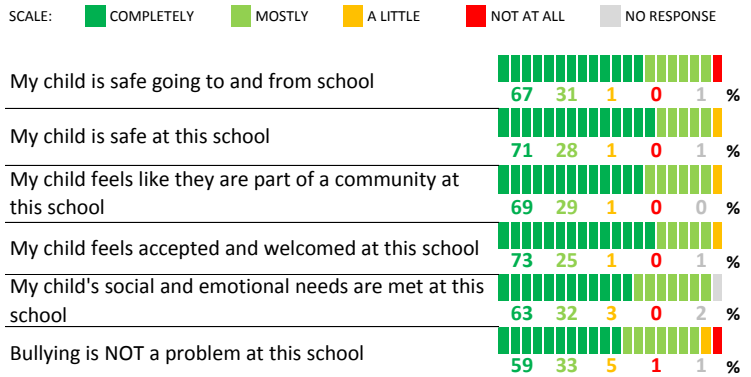 SCALE: COMPLETELY MOSTLY A LITTLE NOT AT ALL NO RESPONSE
My child is safe going to and from school
67 31 1 0 1 %
My child is safe at this school
71 28 1 0 1 %
My child feels like they are part of a community at
this school
69 29 1 0 0 %
My child feels accepted and welcomed at this school
73 25 1 0 1 %
My child's social and emotional needs are met at this
school
63 32 3 0 2 %
Bullying is NOT a problem at this school
59 33 5 1 1 %